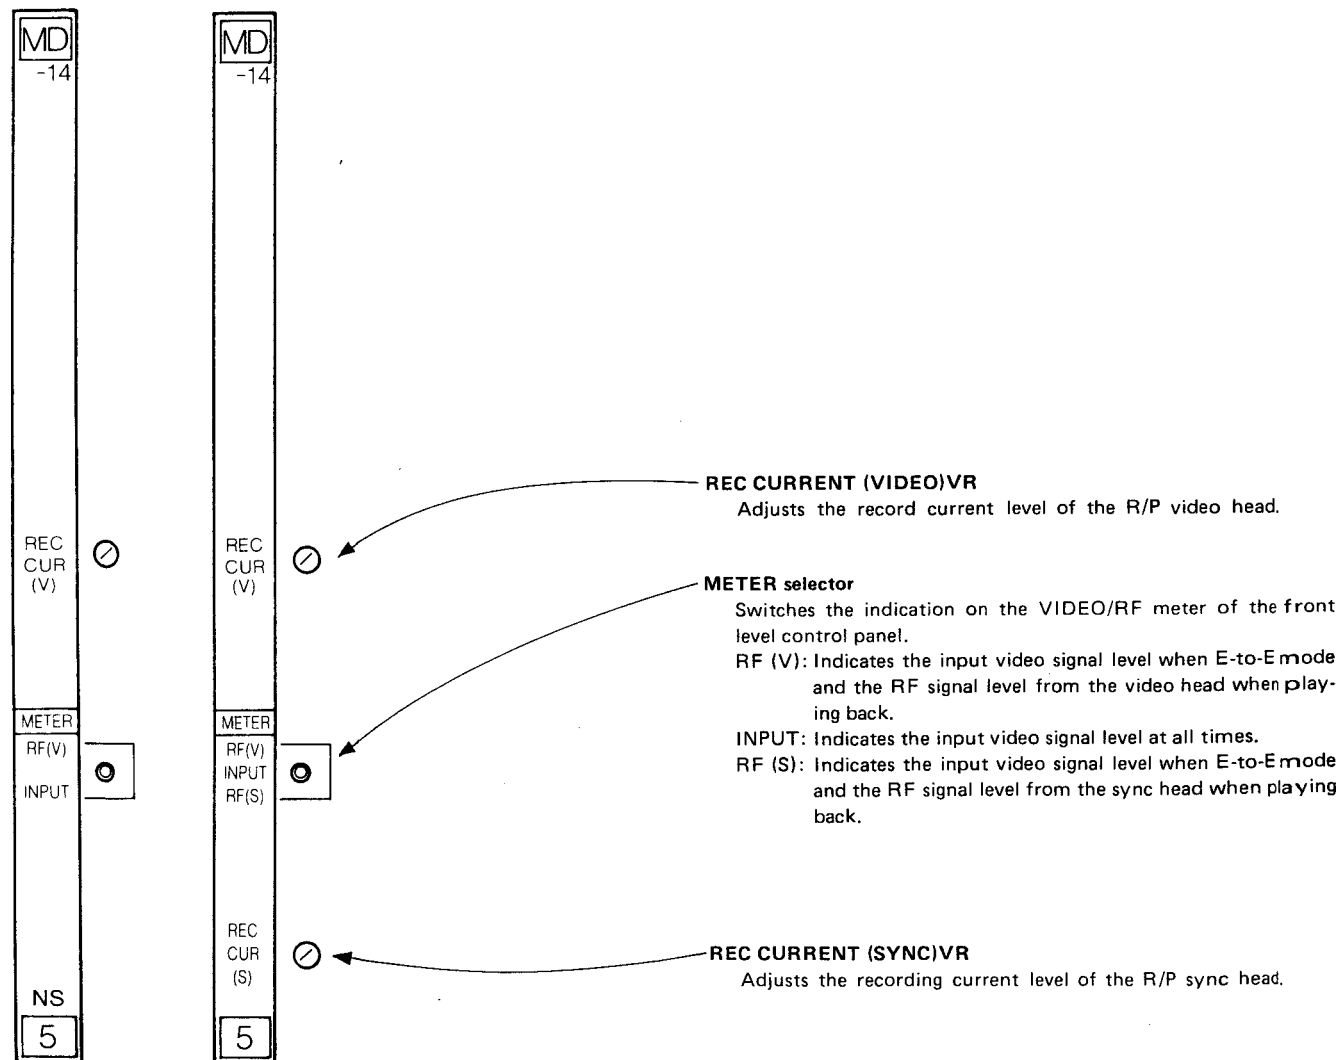 MD
-14
REC
CUR
(V)
METER
RF(V)
INPUT
NS
5
MD
-14
REC
CUR
(V)
METER
RF(V)
INPUT
RF(S)
REC
CUR
(S)
5
REC CURRENT (VIDEO)VR
Adjusts the record current level of the R/P video head.
METER selector
Switches the indication on the VIDEO/RF meter of the front
level control panel.
RF (V): Indicates the input video signal level when E-to-E mode
and the RF signal level from the video head when play-
ing back.
INPUT: Indicates the input video signal level at all times.
RF (S): Indicates the input video signal level when E-to-E mode
and the RF signal level from the sync head when playing
back.
REC CURRENT (SYNC)VR
Adjusts the recording current level of the R/P sync head.